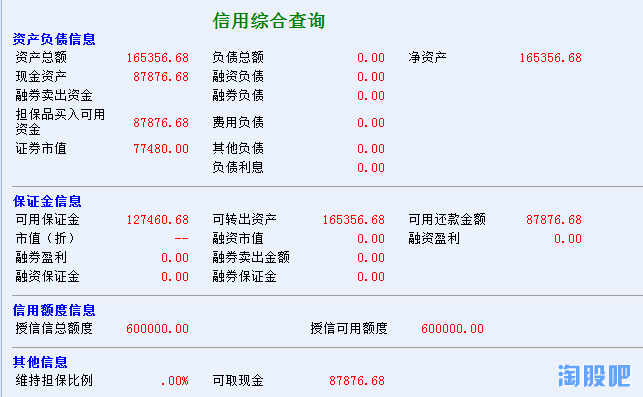 信用综合查询
资产负债信息
资产总额 165356.68 负债总额 0.00 净资产 165356.68
现金资产 87876.68 融资负债 0.00
融券卖出资金 融券负债 0.00
担保品买入可用
资金 87876.68 费用负债 0.00
证券市值 77480.00 其他负债 0.00
负债利息 0.00
保证金信息
可用保证金 127460.68 可转出资产 165356.68 可用还款金额 87876.68
市值（折） -- 融资市值 0.00 融资盈利 0.00
融券盈利 0.00 融券卖出金额 0.00
融资保证金 0.00 融券保证金 0.00
信用额度信息
授信信总额度 600000.00 授信可用额度 600000.00
其他信息
维持担保比例 .00% 可取现金 87876.68
淘股吧